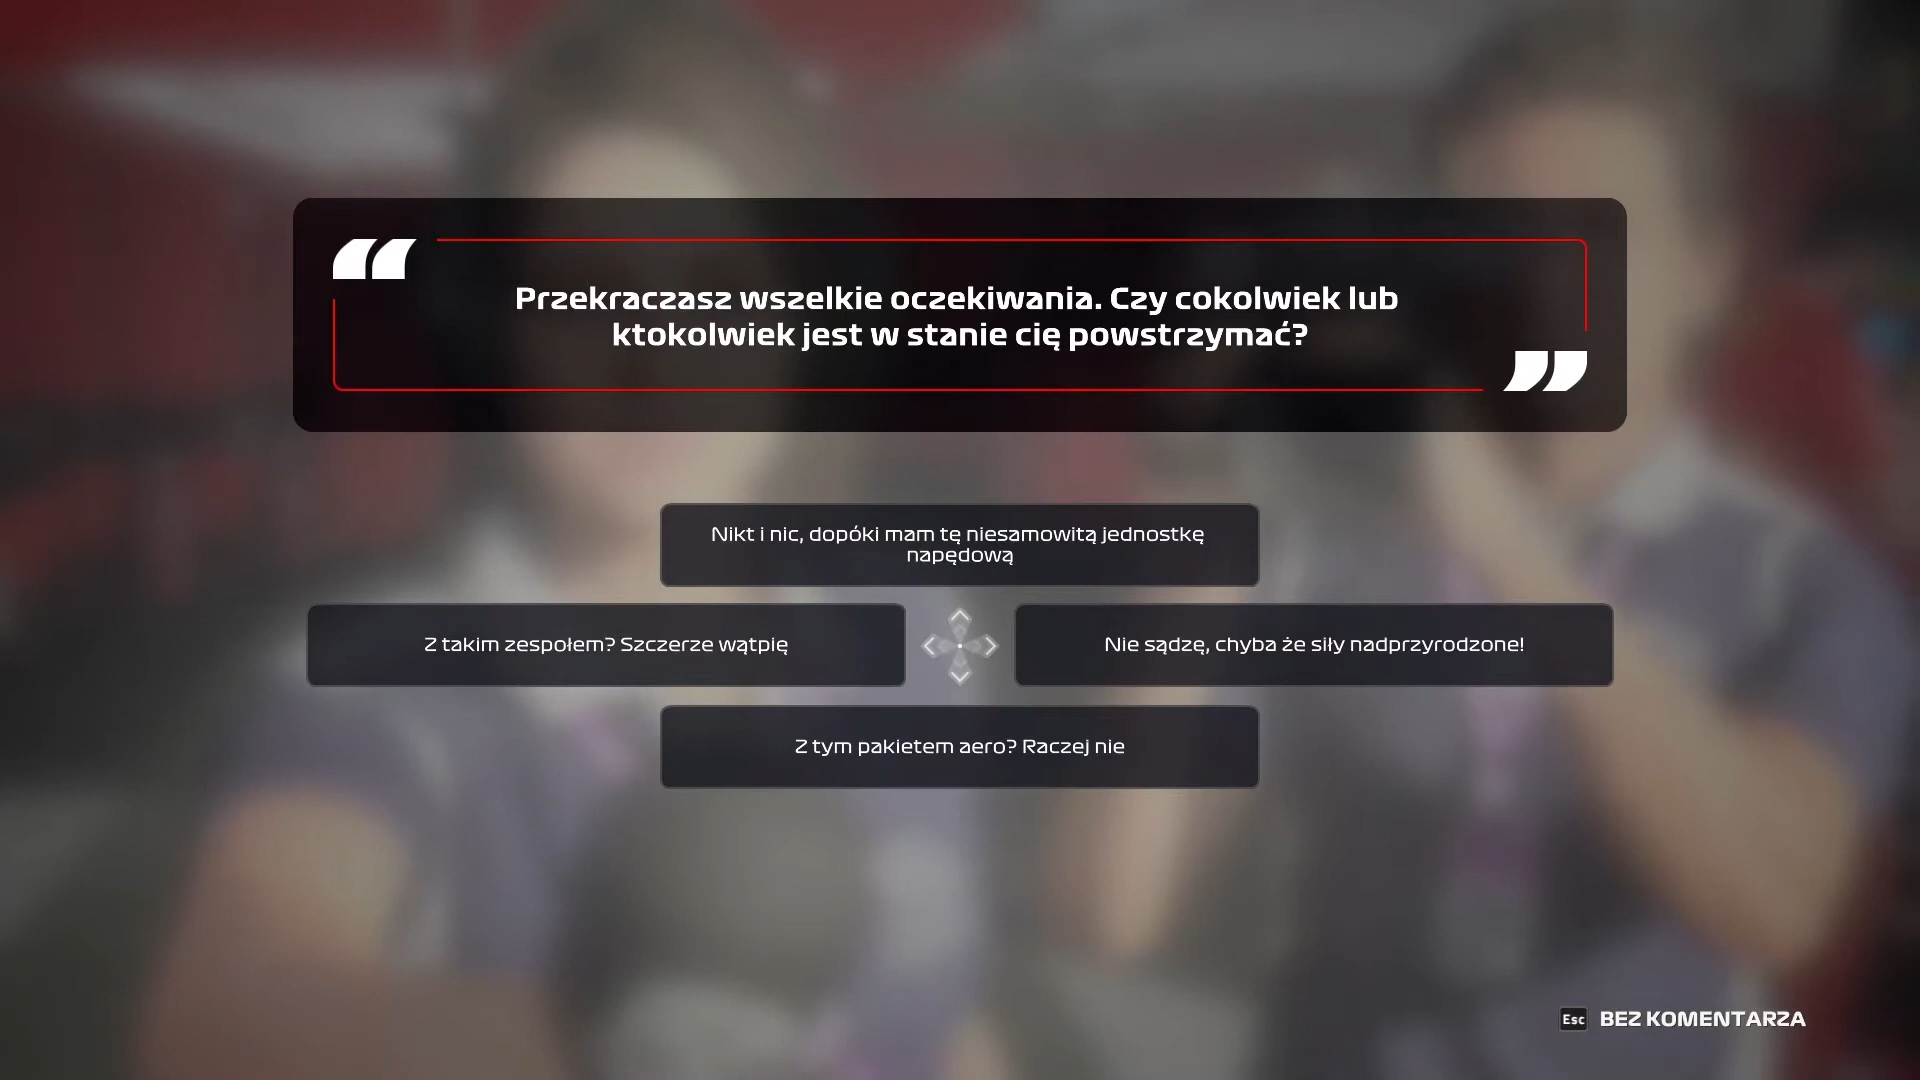 Przekraczasz wszelkie oczekiwania. Czy cokolwiek lub
ktokolwiek jest w stanie cię powstrzymać?
Nikt i nic, dopóki mam tę niesamowitą jednostkę
napędową
Z takim zespołem? Szczerze wątpię
Nie sądzę, chyba że siły nadprzyrodzone!
Z tym pakietem aero? Raczej nie
Esc BEZ KOMENTARZA